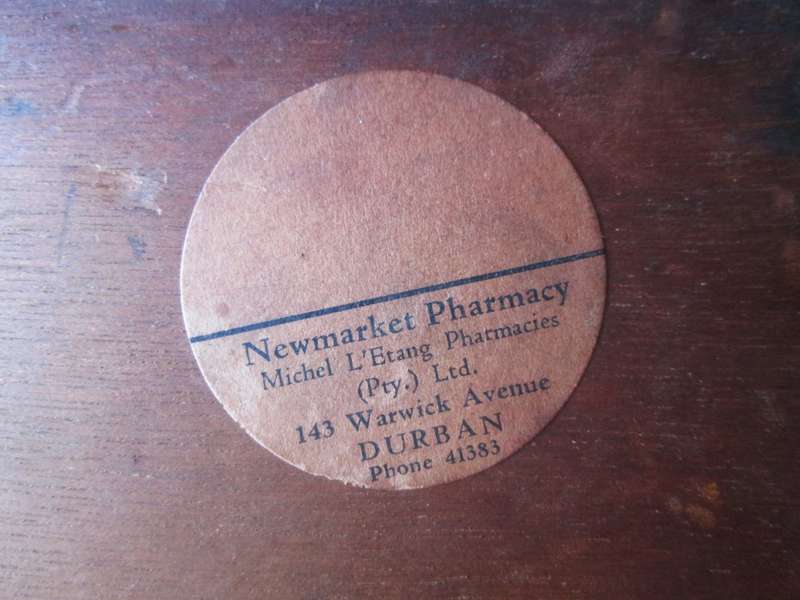 Newmarket Pharmacy
Michel L'Etang Pharmacies
(Pty.) Ltd.
143 Warwick Avenue
DURBAN
Phone 41383